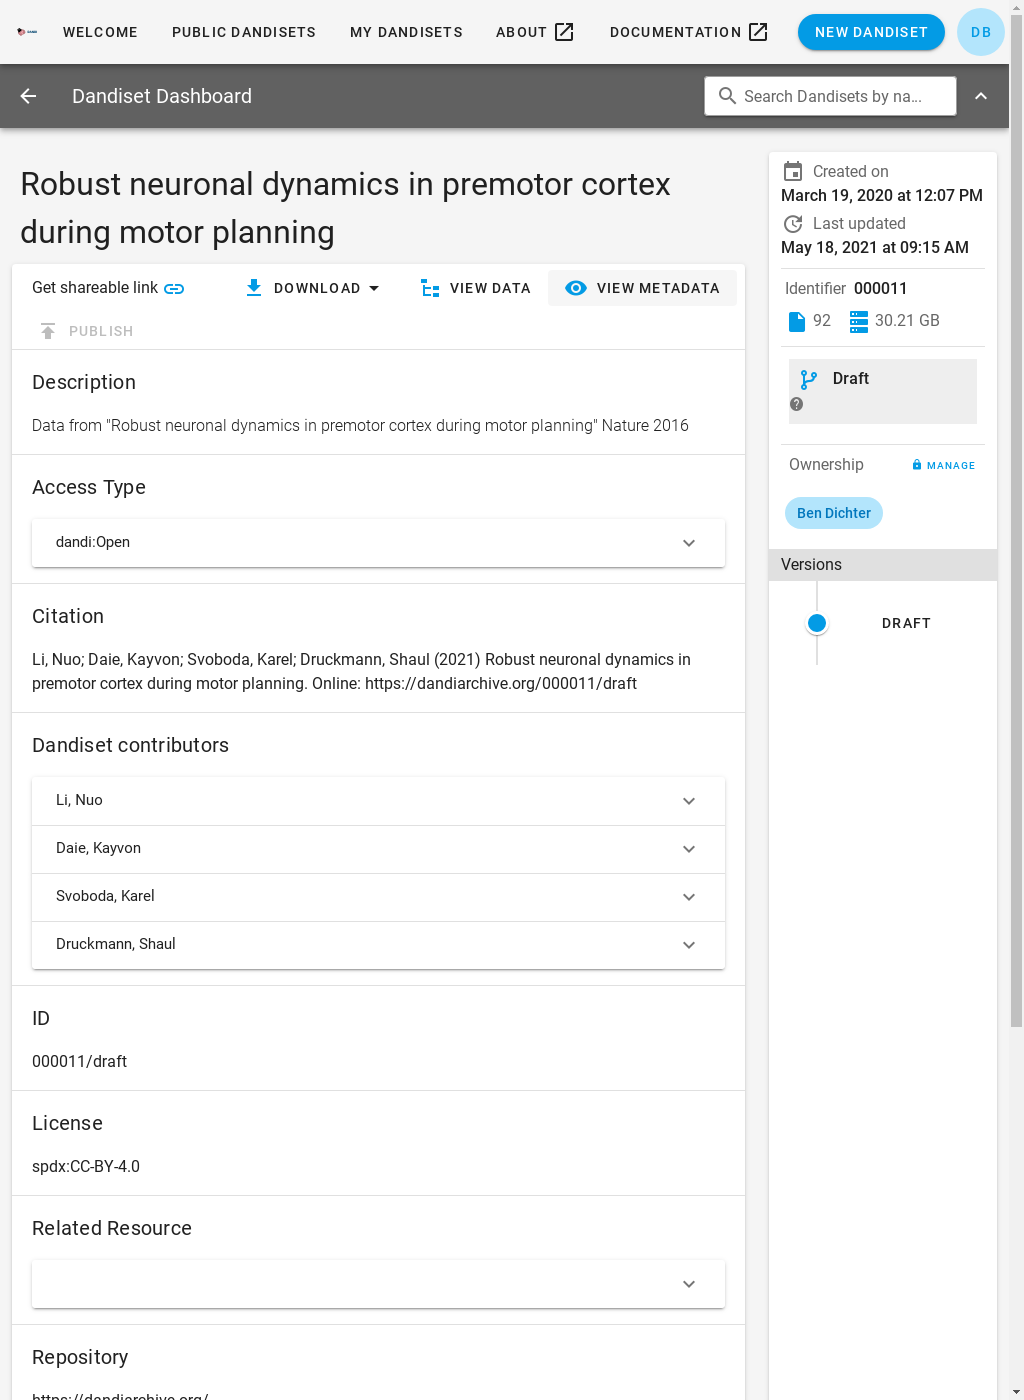 WELCOME
PUBLIC DANDISETS
MY DANDISETS
ABOUT
DOCUMENTATION
NEW DANDISET
DB
Dandiset Dashboard
Search Dandisets by na...
Robust neuronal dynamics in premotor cortex
during motor planning
Get shareable link
DOWNLOAD
VIEW DATA
VIEW METADATA
PUBLISH
Description
Data from "Robust neuronal dynamics in premotor cortex during motor planning" Nature 2016
Access Type
dandi:Open
Citation
Li, Nuo; Daie, Kayvon; Svoboda, Karel; Druckmann, Shaul (2021) Robust neuronal dynamics in
premotor cortex during motor planning. Online: https://dandiarchive.org/000011/draft
Dandiset contributors
Li, Nuo
Daie, Kayvon
Svoboda, Karel
Druckmann, Shaul
ID
000011/draft
License
spdx:CC-BY-4.0
Related Resource
Repository
https://dandiarchive.org/
Created on
March 19, 2020 at 12:07 PM
Last updated
May 18, 2021 at 09:15 AM
Identifier 000011
92
30.21 GB
Draft
Ownership
MANAGE
Ben Dichter
Versions
DRAFT